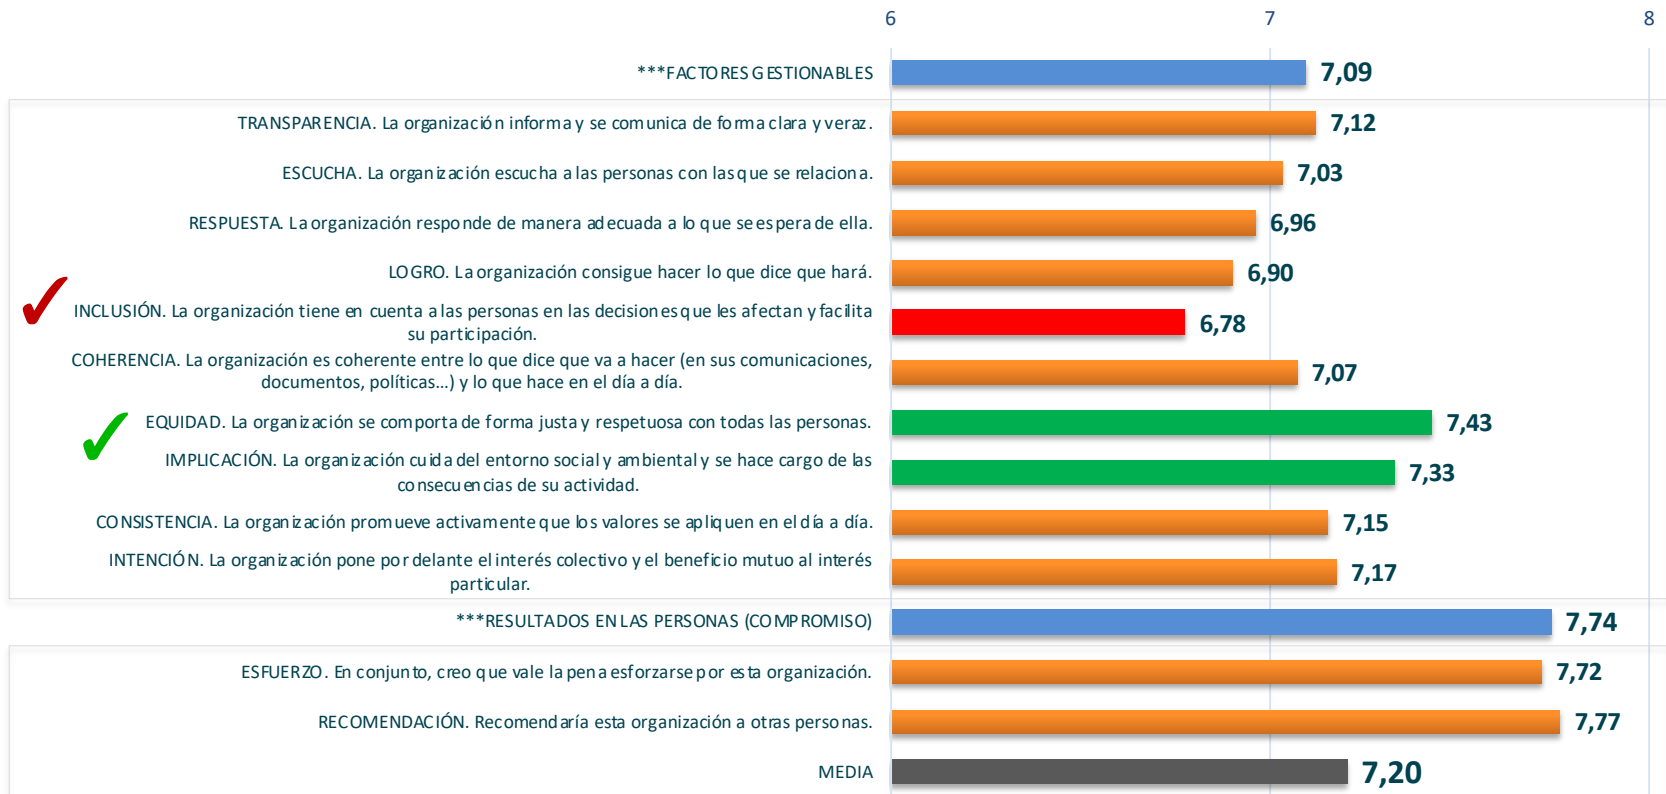 6 7 8
***FACTORES GESTIONABLES 7,09
TRANSPARENCIA. La organización informa y se comunica de forma clara y veraz. 7,12
ESCUCHA. La organización escucha a las personas con las que se relaciona. 7,03
RESPUESTA. La organización responde de manera adecuada a lo que se espera de ella. 6,96
LOGRO. La organización consigue hacer lo que dice que hará. 6,90
INCLUSIÓN. La organización tiene en cuenta a las personas en las decisiones que les afectan y facilita
su participación. 6,78
COHERENCIA. La organización es coherente entre lo que dice que va a hacer (en sus comunicaciones,
documentos, políticas…) y lo que hace en el día a día. 7,07
EQUIDAD. La organización se comporta de forma justa y respetuosa con todas las personas. 7,43
IMPLICACIÓN. La organización cuida del entorno social y ambiental y se hace cargo de las
consecuencias de su actividad. 7,33
CONSISTENCIA. La organización promueve activamente que los valores se apliquen en el día a día. 7,15
INTENCIÓN. La organización pone por delante el interés colectivo y el beneficio mutuo al interés
particular. 7,17
***RESULTADOS EN LAS PERSONAS (COMPROMISO) 7,74
ESFUERZO. En conjunto, creo que vale la pena esforzarse por esta organización. 7,72
RECOMENDACIÓN. Recomendaría esta organización a otras personas. 7,77
MEDIA 7,20